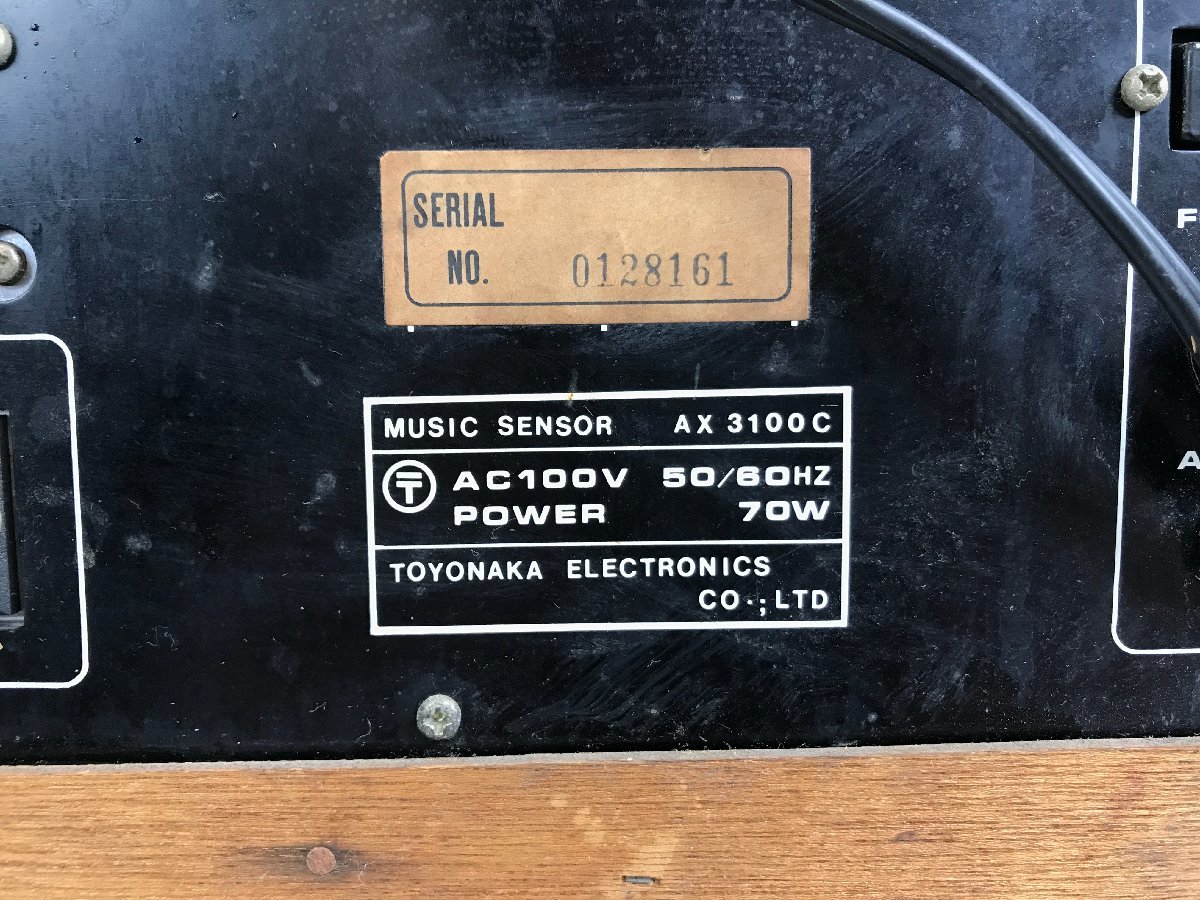 SERIAL
NO. 0128161
MUSIC SENSOR AX 3100C
〒 AC100V 50/60HZ
POWER 70W
TOYONAKA ELECTRONICS
CO.;LTD
F
A